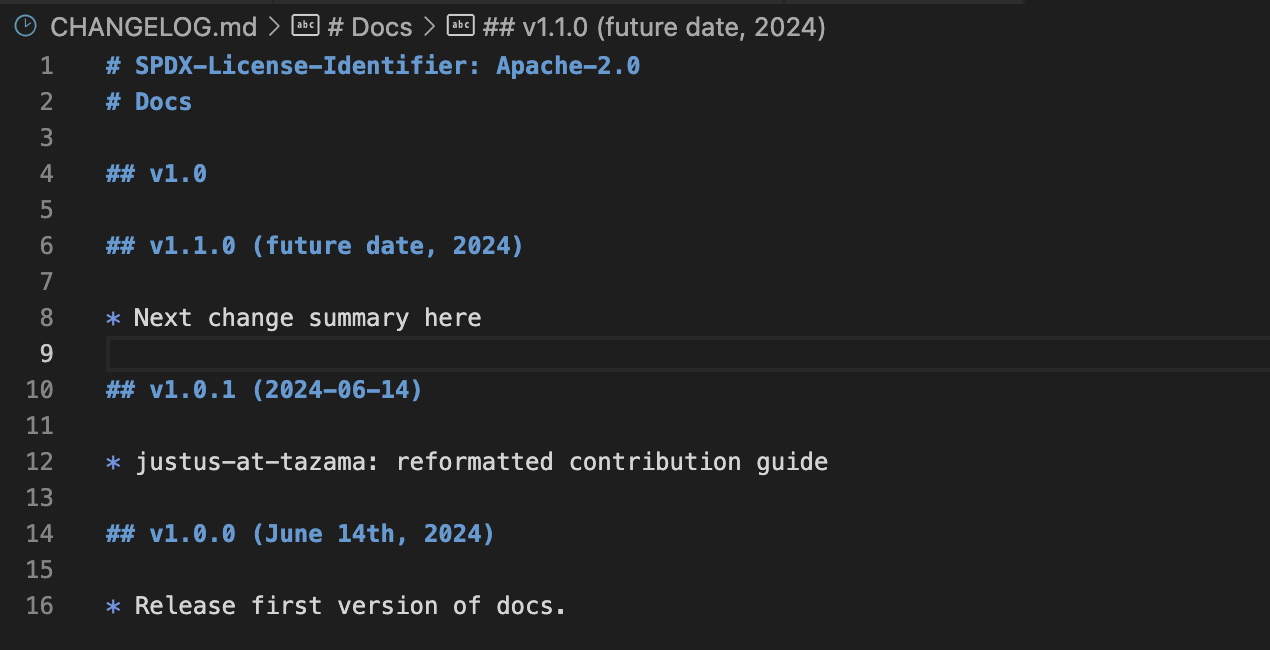 CHANGELOG.md > abc # Docs > abc ## v1.1.0 (future date, 2024)
1 # SPDX-License-Identifier: Apache-2.0
2 # Docs
3
4 ## v1.0
5
6 ## v1.1.0 (future date, 2024)
7
8 * Next change summary here
9
10 ## v1.0.1 (2024-06-14)
11
12 * justus-at-tazama: reformatted contribution guide
13
14 ## v1.0.0 (June 14th, 2024)
15
16 * Release first version of docs.